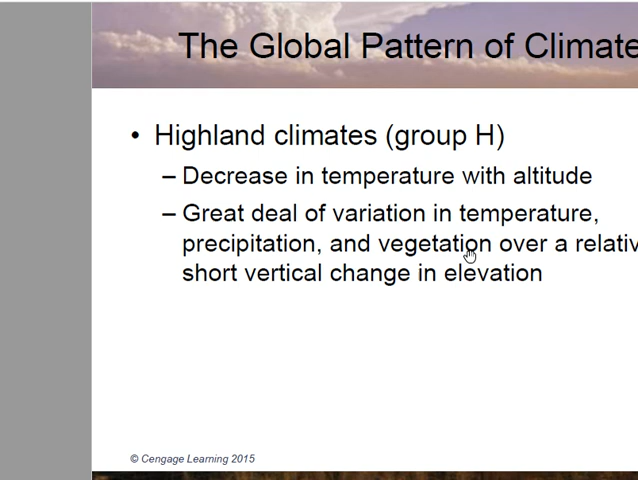 The Global Pattern of Climate
• Highland climates (group H)
– Decrease in temperature with altitude
– Great deal of variation in temperature,
precipitation, and vegetation over a relativ
short vertical change in elevation
© Cengage Learning 2015